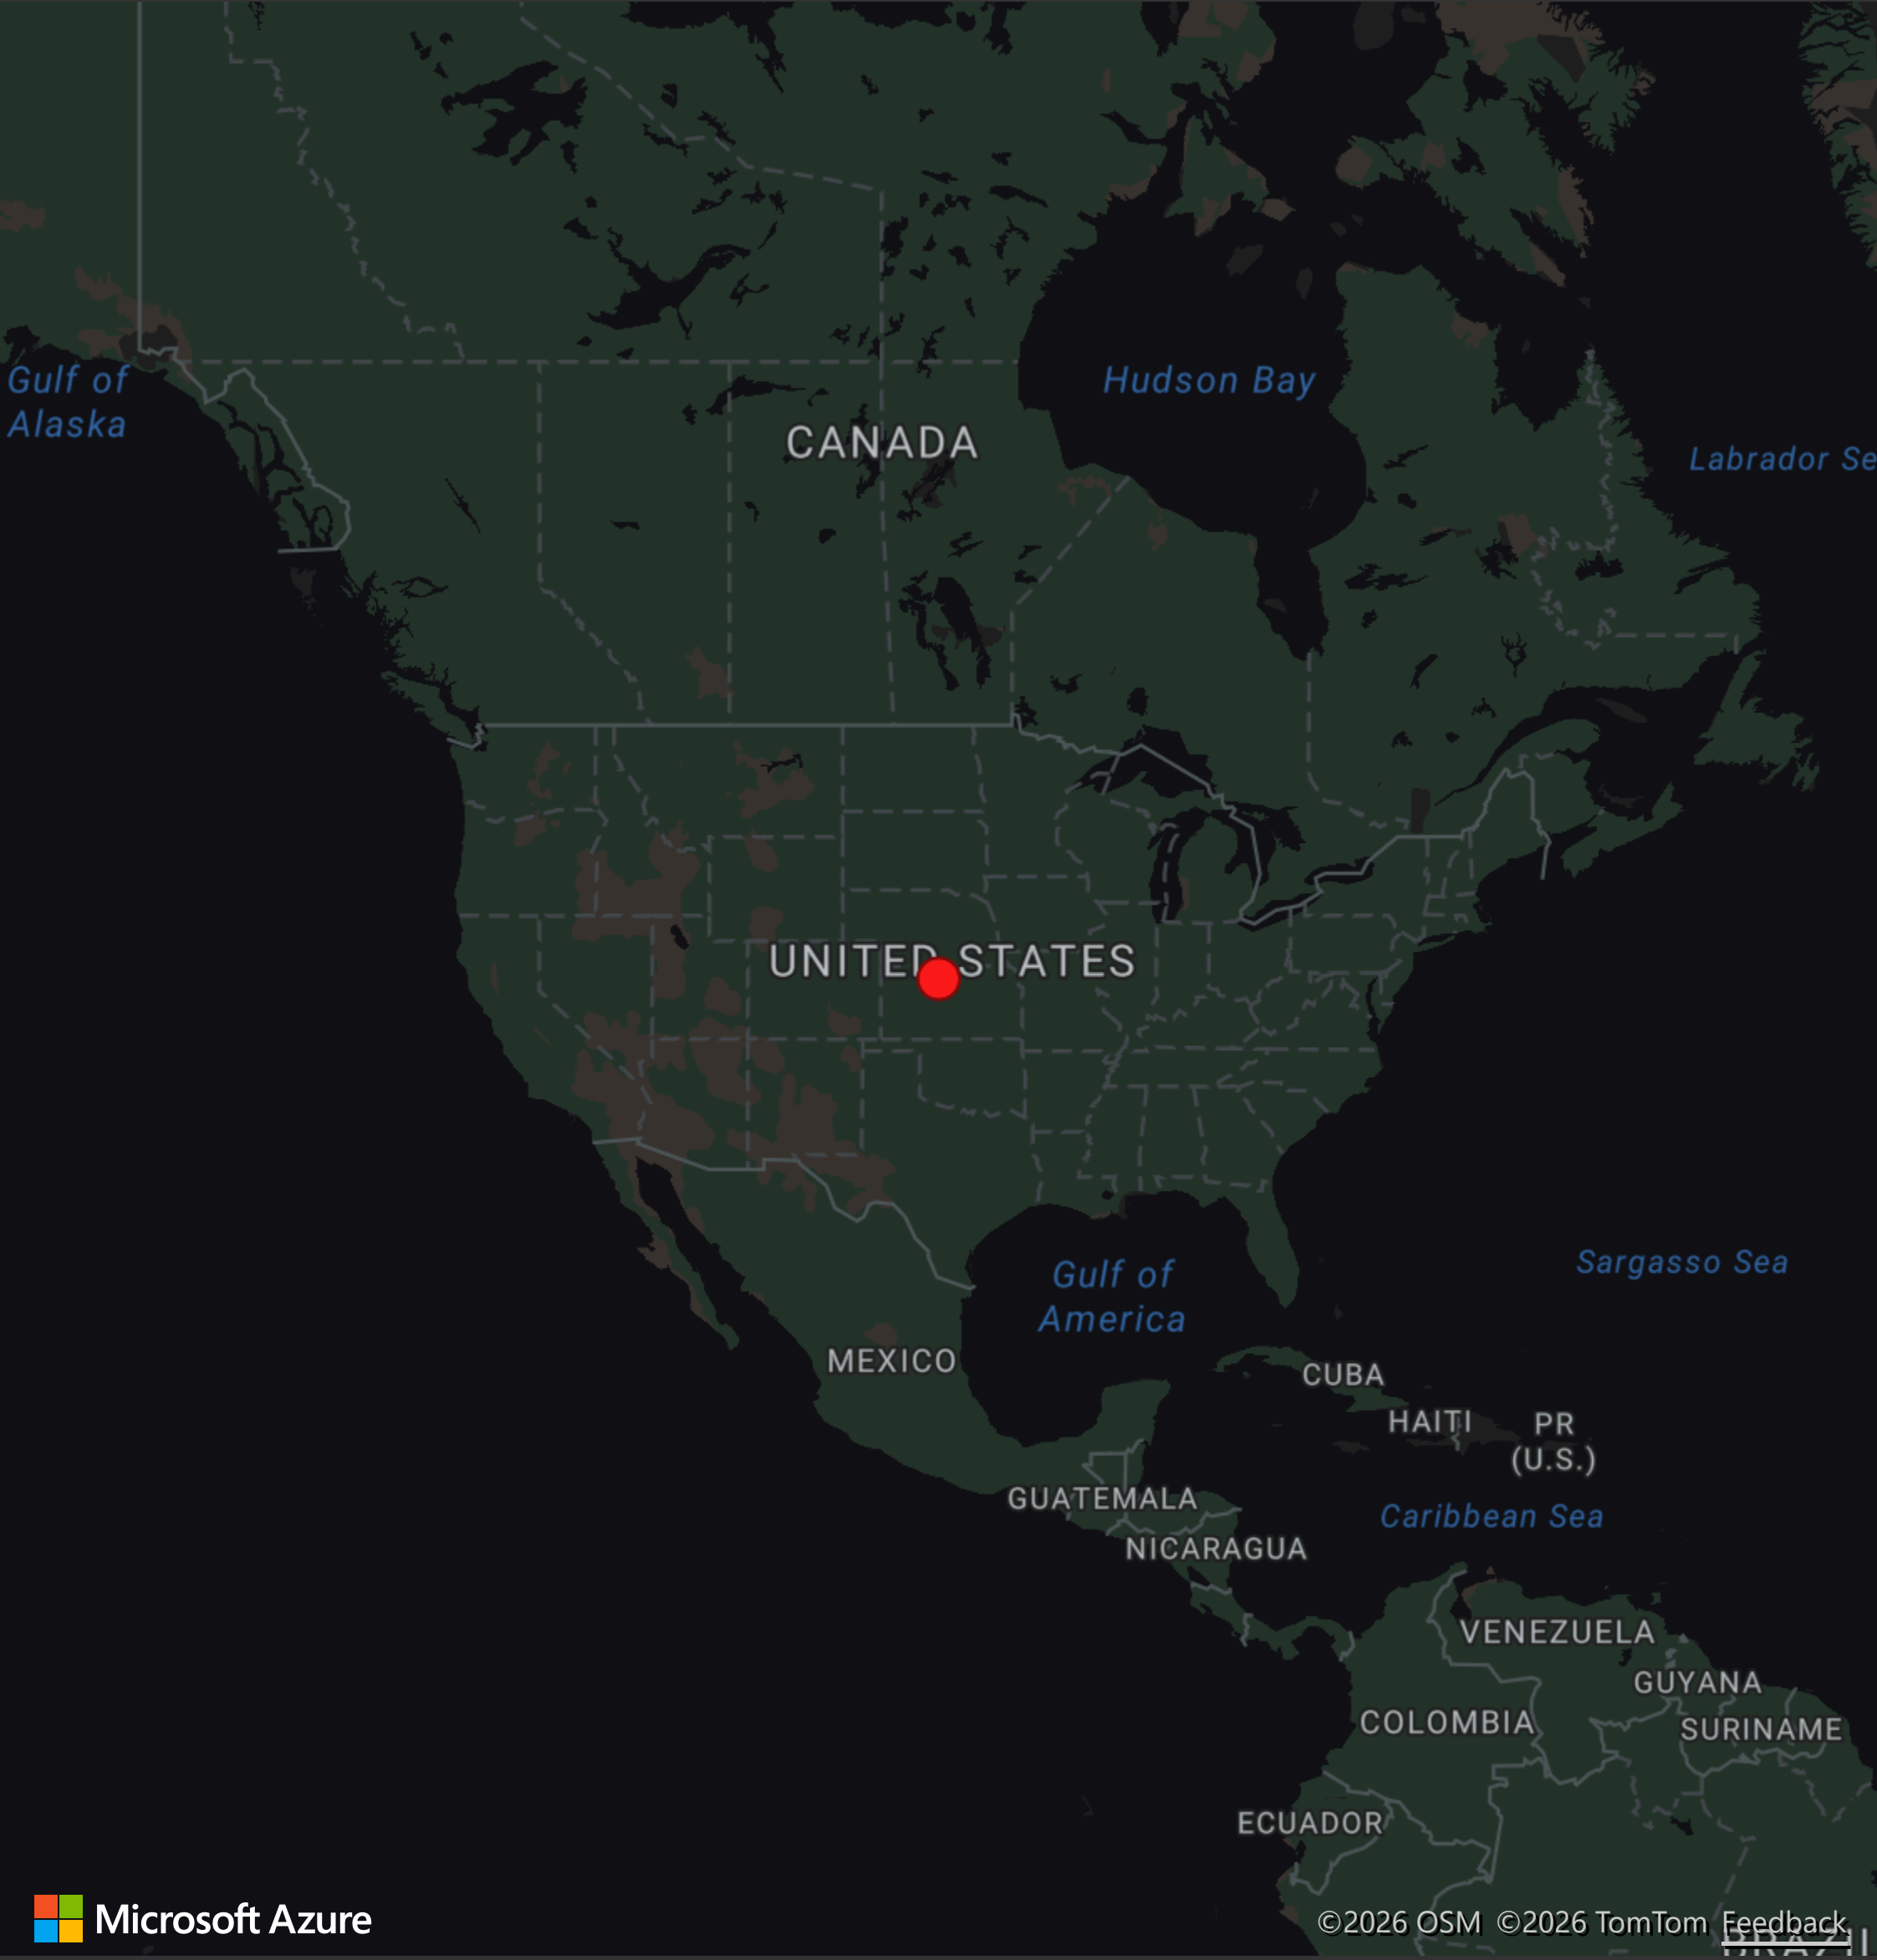 Gulf of
Alaska
Hudson Bay
CANADA
Labrador Se
UNITED STATES
Sargasso Sea
Gulf of
America
MEXICO
CUBA
HAITI
PR
(U.S.)
GUATEMALA
Caribbean Sea
NICARAGUA
VENEZUELA
GUYANA
COLOMBIA
SURINAME
ECUADOR
Microsoft Azure
©2026 OSM ©2026 TomTom Feedback